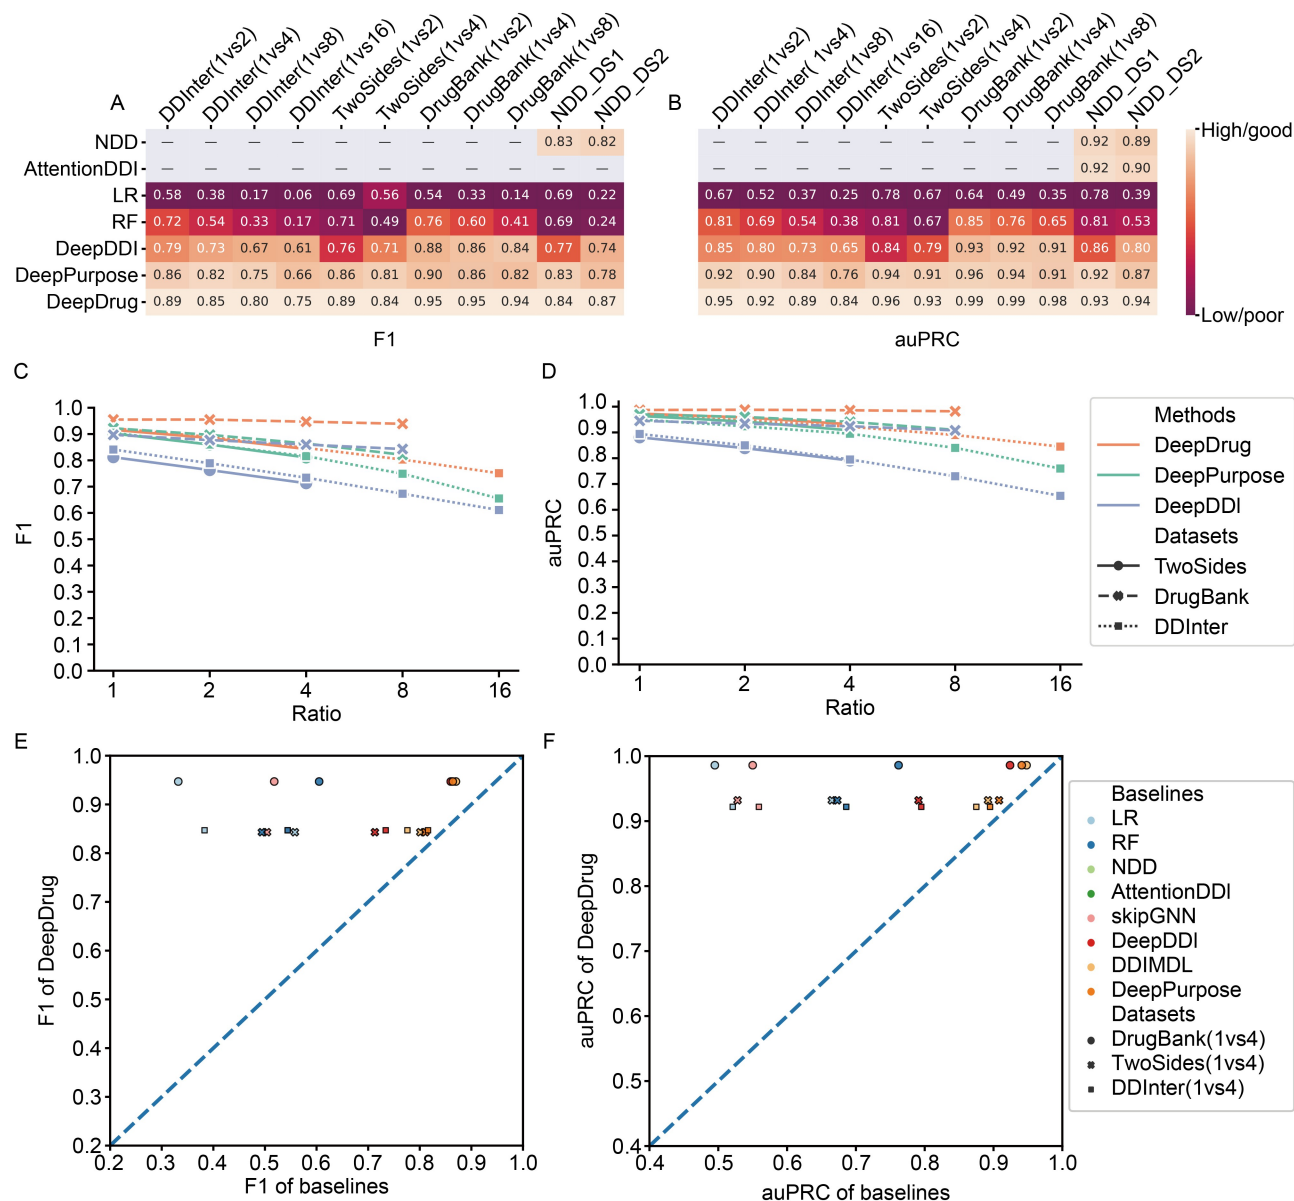 A
DDInter(1vs2)
DDInter(1vs4)
DDInter(1vs8)
DDInter(1vs16)
TwoSides(1vs2)
TwoSides(1vs4)
DrugBank(1vs2)
DrugBank(1vs4)
DrugBank(1vs8)
NDD_DS1
NDD_DS2
NDD — — — — — — — — — 0.83 0.82
AttentionDDI — — — — — — — — — — —
LR 0.58 0.38 0.17 0.06 0.69 0.56 0.54 0.33 0.14 0.69 0.22
RF 0.72 0.54 0.33 0.17 0.71 0.49 0.76 0.60 0.41 0.69 0.24
DeepDDI 0.79 0.73 0.67 0.61 0.76 0.71 0.88 0.86 0.84 0.77 0.74
DeepPurpose 0.86 0.82 0.75 0.66 0.86 0.81 0.90 0.86 0.82 0.83 0.78
DeepDrug 0.89 0.85 0.80 0.75 0.89 0.84 0.95 0.95 0.94 0.84 0.87
F1
B
DDInter(1vs2)
DDInter( 1vs4)
DDInter(1vs8)
DDInter(1vs16)
TwoSides(1vs2)
TwoSides(1vs4)
DrugBank(1vs2)
DrugBank(1vs4)
DrugBank(1vs8)
NDD_DS1
NDD_DS2
— — — — — — — — — 0.92 0.89
— — — — — — — — — 0.92 0.90
0.67 0.52 0.37 0.25 0.78 0.67 0.64 0.49 0.35 0.78 0.39
0.81 0.69 0.54 0.38 0.81 0.67 0.85 0.76 0.65 0.81 0.53
0.85 0.80 0.73 0.65 0.84 0.79 0.93 0.92 0.91 0.86 0.80
0.92 0.90 0.84 0.76 0.94 0.91 0.96 0.94 0.91 0.92 0.87
0.95 0.92 0.89 0.84 0.96 0.93 0.99 0.99 0.98 0.93 0.94
auPRC
High/good
Low/poor
C
F1
1.0
0.9
0.8
0.7
0.6
0.5
0.4
0.3
0.2
0.1
0.0
1 2 4 8 16
Ratio
D
auPRC
1.0
0.9
0.8
0.7
0.6
0.5
0.4
0.3
0.2
0.1
0.0
1 2 4 8 16
Ratio
Methods
DeepDrug
DeepPurpose
DeepDDI
Datasets
TwoSides
DrugBank
DDInter
E
F1 of DeepDrug
1.0
0.9
0.8
0.7
0.6
0.5
0.4
0.3
0.2
0.2 0.3 0.4 0.5 0.6 0.7 0.8 0.9 1.0
F1 of baselines
F
auPRC of DeepDrug
1.0
0.9
0.8
0.7
0.6
0.5
0.4
0.4 0.5 0.6 0.7 0.8 0.9 1.0
auPRC of baselines
Baselines
LR
RF
NDD
AttentionDDI
skipGNN
DeepDDI
DDIMDL
DeepPurpose
Datasets
DrugBank(1vs4)
TwoSides(1vs4)
DDInter(1vs4)